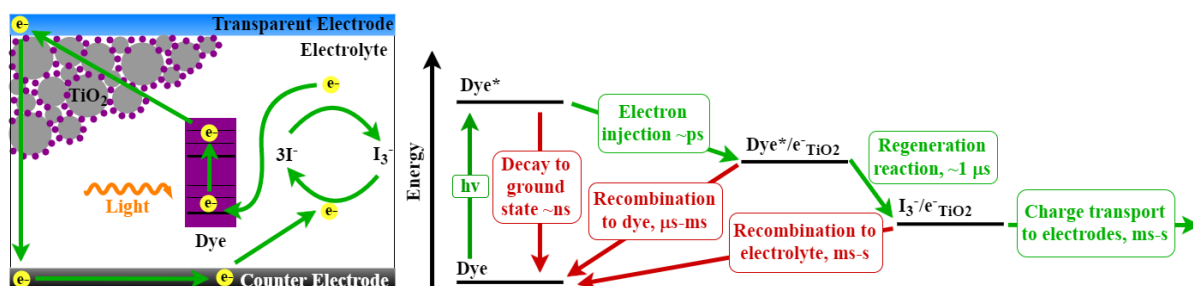 e-
Transparent Electrode
Electrolyte
TiO2
e-
e-
e-
3I-
I3-
e-
Light
Dye
e-
e-
Counter Electrode
Energy
Dye*
Electron
injection ~ps
Decay to
ground
state ~ns
hν
Dye*/e-TiO2
Regeneration
reaction, ~1 μs
Recombination
to dye, μs-ms
I3-/e-TiO2
Recombination to
electrolyte, ms-s
Charge transport
to electrodes, ms-s
Dye